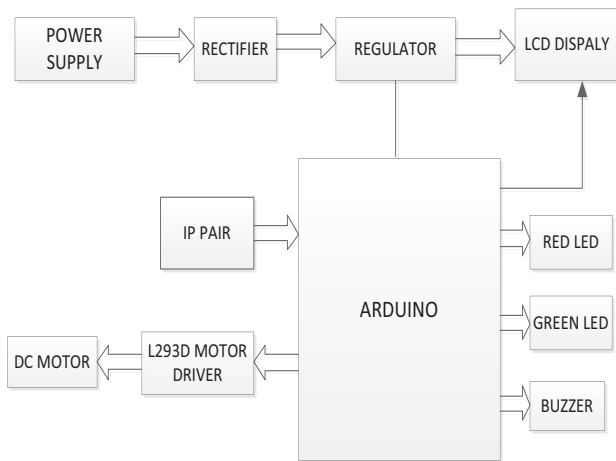 POWER
SUPPLY
RECTIFIER
REGULATOR
LCD DISPALY
IP PAIR
ARDUINO
RED LED
GREEN LED
BUZZER
L293D MOTOR
DRIVER
DC MOTOR